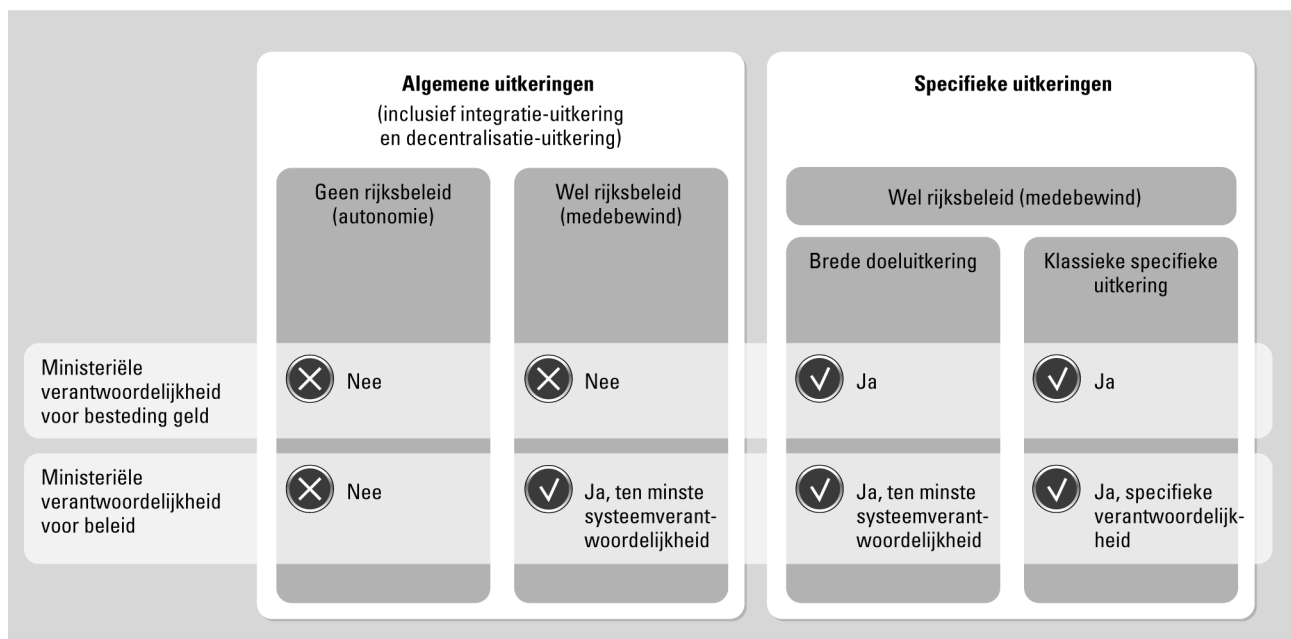 Algemene uitkeringen
(inclusief integratie-uitkering
en decentralisatie-uitkering)
Specifieke uitkeringen
Geen rijksbeleid
(autonomie)
Wel rijksbeleid
(medebewind)
Wel rijksbeleid (medebewind)
Brede doeluitkering
Klassieke specifieke
uitkering
Ministeriële
verantwoordelijkheid
voor besteding geld
Nee
Nee
Ja
Ja
Ministeriële
verantwoordelijkheid
voor beleid
Nee
Ja, ten minste
systeemverant-
woordelijkheid
Ja, ten minste
systeemverant-
woordelijkheid
Ja, specifieke
verantwoordelijk-
heid